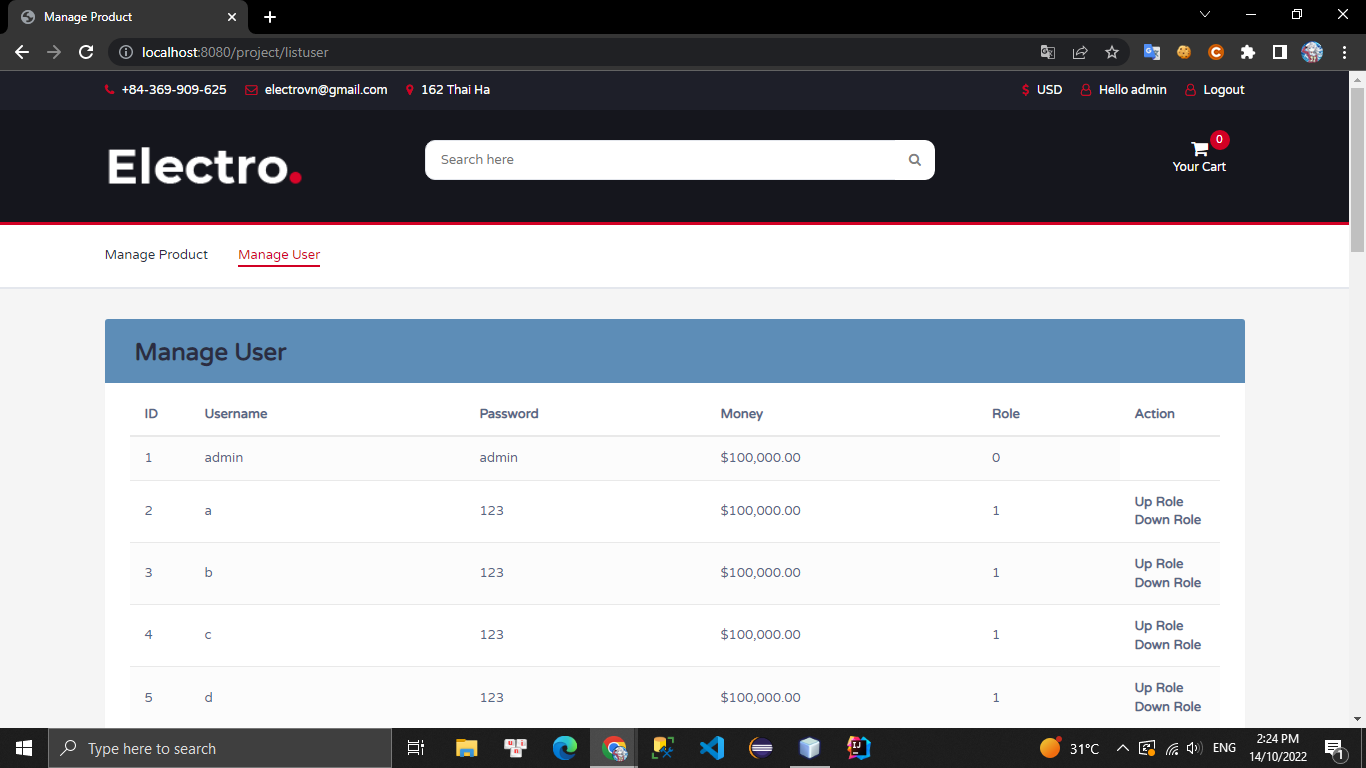 Manage Product
localhost:8080/project/listuser
+84-369-909-625 electrovn@gmail.com 162 Thai Ha $ USD Hello admin Logout
Electro.
Search here
0
Your Cart
Manage Product Manage User
Manage User
ID Username Password Money Role Action
1 admin admin $100,000.00 0
2 a 123 $100,000.00 1 Up Role
Down Role
3 b 123 $100,000.00 1 Up Role
Down Role
4 c 123 $100,000.00 1 Up Role
Down Role
5 d 123 $100,000.00 1 Up Role
Down Role
Type here to search
31°C ENG
2:24 PM
14/10/2022
1